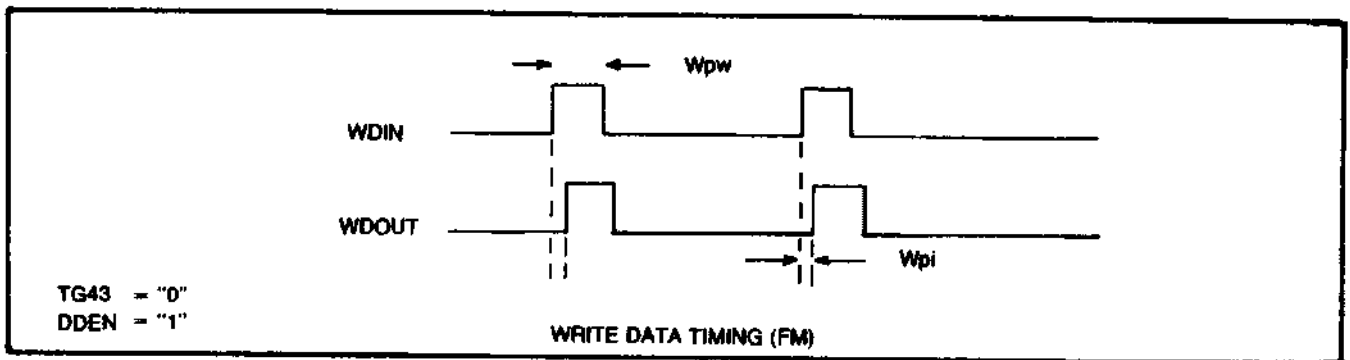 Wpw
WDIN
WDOUT
Wpi
TG43 = "0"
DDEN = "1"
WRITE DATA TIMING (FM)